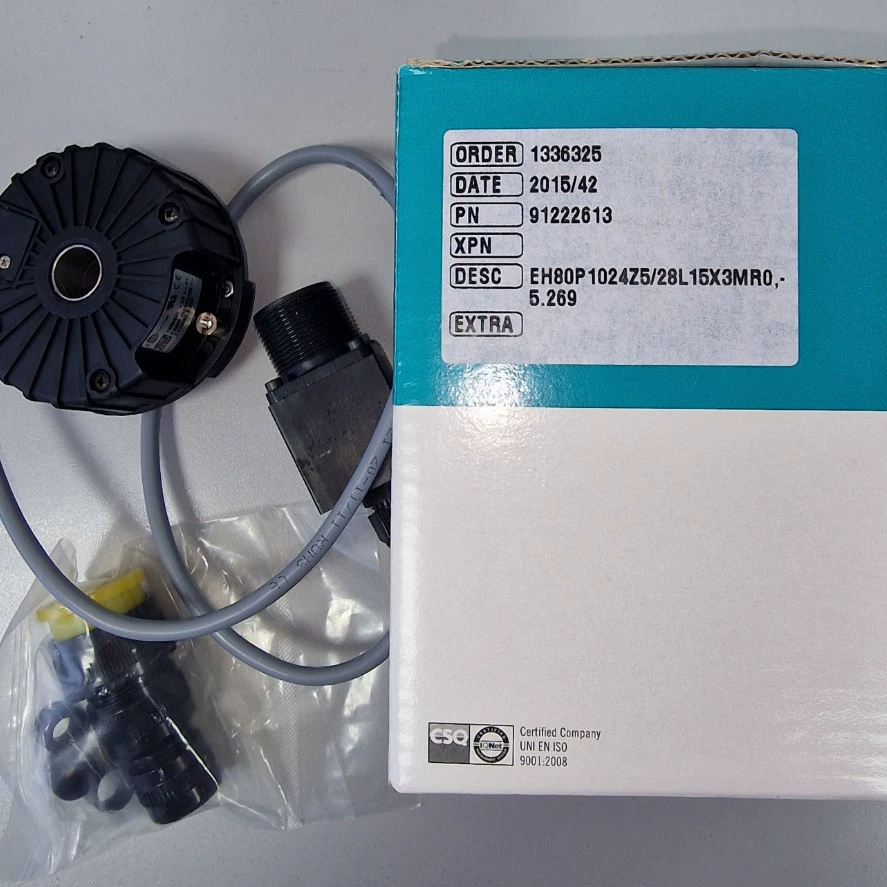 ORDER 1336325
DATE 2015/42
PN 91222613
XPN
DESC EH80P1024Z5/28L15X3MR0,-
5.269
EXTRA
CSQ
IQNet
Certified Company
UNI EN ISO
9001:2008